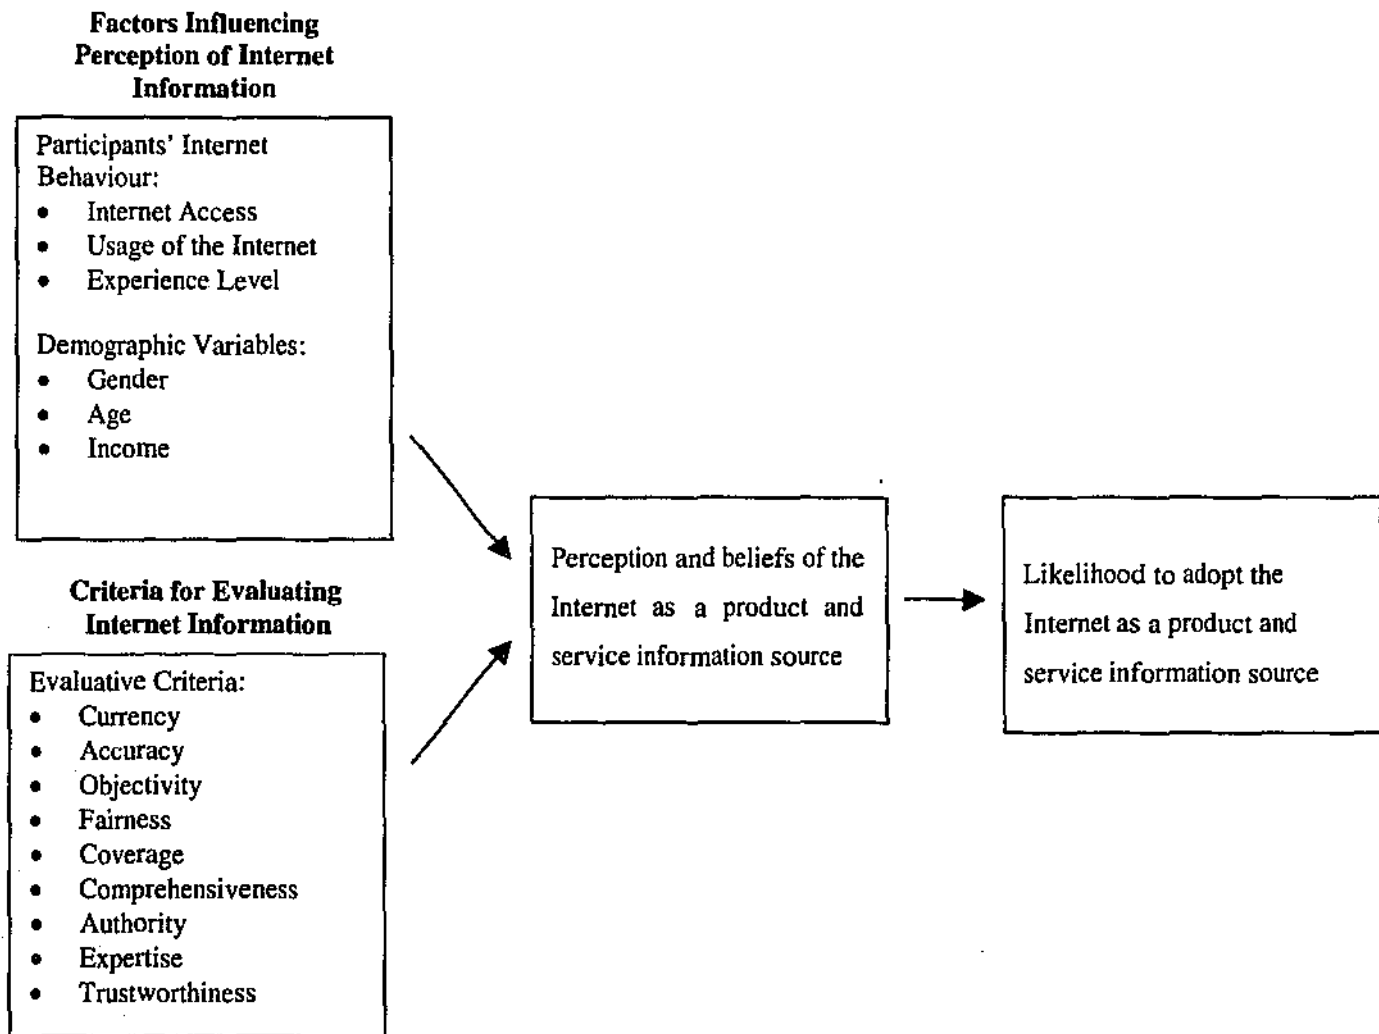 Factors Influencing
Perception of Internet
Information
Participants' Internet
Behaviour:
• Internet Access
• Usage of the Internet
• Experience Level
Demographic Variables:
• Gender
• Age
• Income
Criteria for Evaluating
Internet Information
Evaluative Criteria:
• Currency
• Accuracy
• Objectivity
• Fairness
• Coverage
• Comprehensiveness
• Authority
• Expertise
• Trustworthiness
Perception and beliefs of the
Internet as a product and
service information source
Likelihood to adopt the
Internet as a product and
service information source